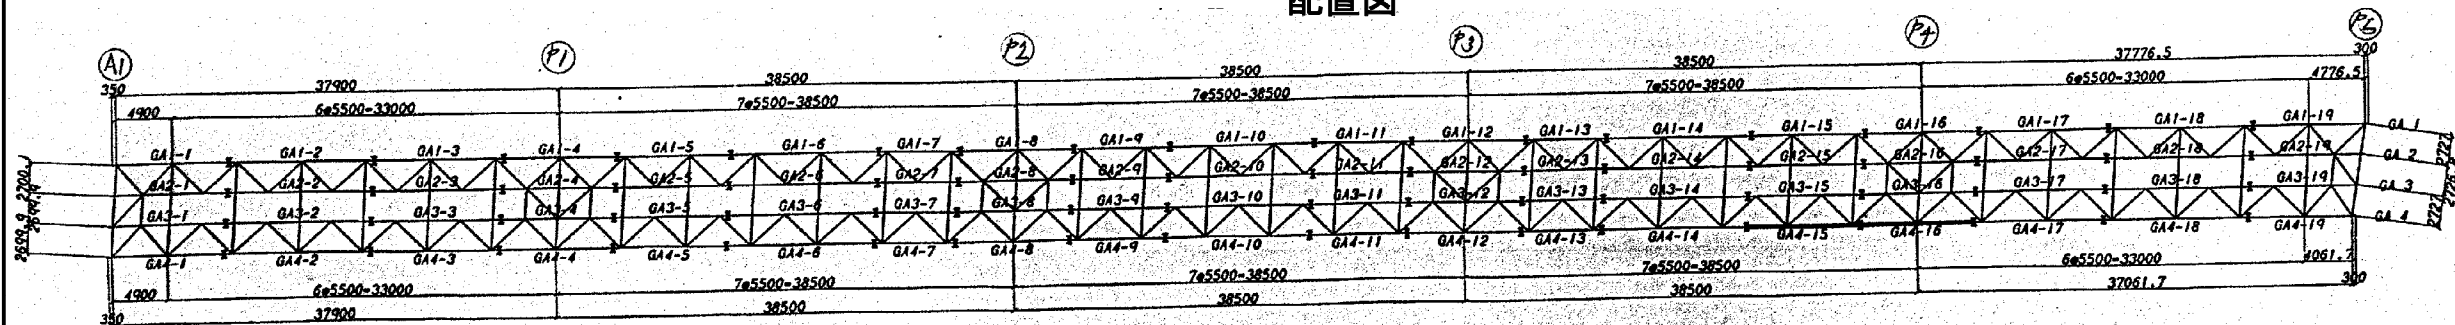 配置図
A1 P1 P2 P3 P4 P5
350 37900 38500 38500 38500 37776.5 300
4900 6@5500=33000 7@5500=38500 7@5500=38500 7@5500=38500 6@5500=33000 4776.5
GA1-1 GA1-2 GA1-3 GA1-4 GA1-5 GA1-6 GA1-7 GA1-8 GA1-9 GA1-10 GA1-11 GA1-12 GA1-13 GA1-14 GA1-15 GA1-16 GA1-17 GA1-18 GA1-19 GA 1
GA2-1 GA2-2 GA2-3 GA2-4 GA2-5 GA2-6 GA2-7 GA2-8 GA2-9 GA2-10 GA2-11 GA2-12 GA2-13 GA2-14 GA2-15 GA2-16 GA2-17 GA2-18 GA2-19 GA 2
GA3-1 GA3-2 GA3-3 GA3-4 GA3-5 GA3-6 GA3-7 GA3-8 GA3-9 GA3-10 GA3-11 GA3-12 GA3-13 GA3-14 GA3-15 GA3-16 GA3-17 GA3-18 GA3-19 GA 3
GA4-1 GA4-2 GA4-3 GA4-4 GA4-5 GA4-6 GA4-7 GA4-8 GA4-9 GA4-10 GA4-11 GA4-12 GA4-13 GA4-14 GA4-15 GA4-16 GA4-17 GA4-18 GA4-19 GA 4
4900 6@5500=33000 7@5500=38500 7@5500=38500 7@5500=38500 6@5500=33000 4061.7
350 37900 38500 38500 38500 37061.7 300